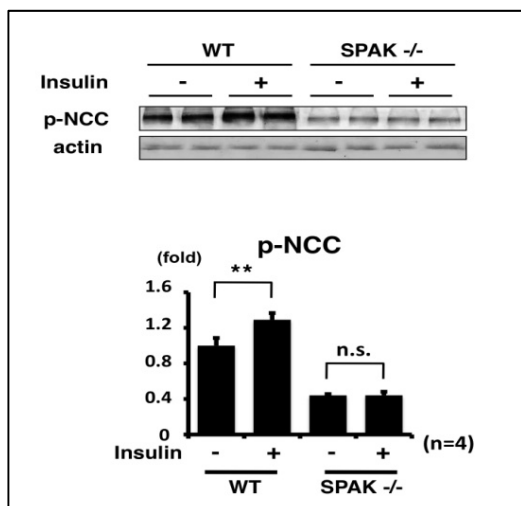 WT SPAK -/-
Insulin - + - +
p-NCC
actin
p-NCC
(fold)
1.6
1.2
0.8
0.4
0
**
n.s.
Insulin - + - + (n=4)
WT SPAK -/-